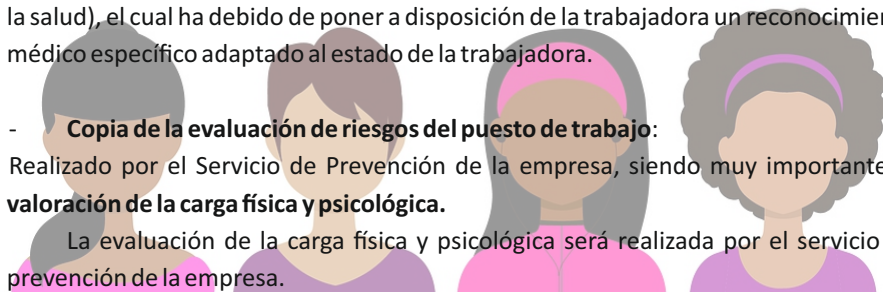 la salud), el cual ha debido de poner a disposición de la trabajadora un
médico específico adaptado al estado de la trabajadora.
- Copia de la evaluación de riesgos del puesto de trabajo:
Realizado por el Servicio de Prevención de la empresa, siendo muy importante
valoración de la carga física y psicológica.
La evaluación de la carga física y psicológica será realizada por el servicio
prevención de la empresa.